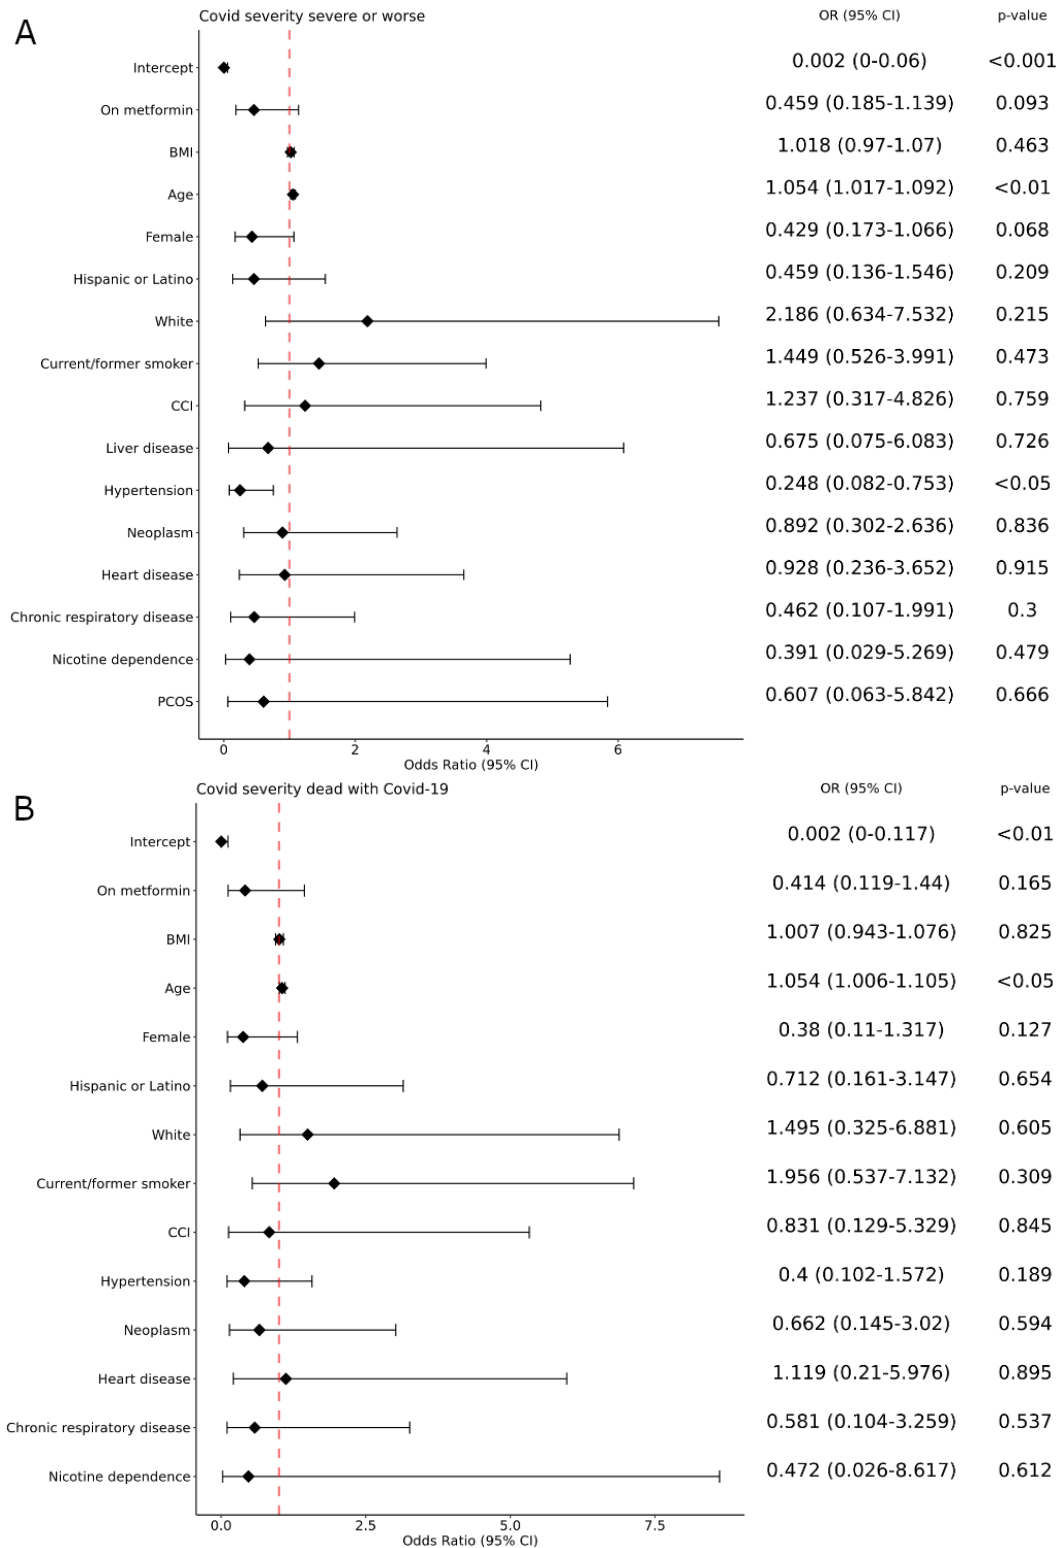 A
Covid severity severe or worse OR (95% CI) p-value
Intercept 0.002 (0-0.06) <0.001
On metformin 0.459 (0.185-1.139) 0.093
BMI 1.018 (0.97-1.07) 0.463
Age 1.054 (1.017-1.092) <0.01
Female 0.429 (0.173-1.066) 0.068
Hispanic or Latino 0.459 (0.136-1.546) 0.209
White 2.186 (0.634-7.532) 0.215
Current/former smoker 1.449 (0.526-3.991) 0.473
CCI 1.237 (0.317-4.826) 0.759
Liver disease 0.675 (0.075-6.083) 0.726
Hypertension 0.248 (0.082-0.753) <0.05
Neoplasm 0.892 (0.302-2.636) 0.836
Heart disease 0.928 (0.236-3.652) 0.915
Chronic respiratory disease 0.462 (0.107-1.991) 0.3
Nicotine dependence 0.391 (0.029-5.269) 0.479
PCOS 0.607 (0.063-5.842) 0.666
0 2 4 6
Odds Ratio (95% CI)
B
Covid severity dead with Covid-19 OR (95% CI) p-value
Intercept 0.002 (0-0.117) <0.01
On metformin 0.414 (0.119-1.44) 0.165
BMI 1.007 (0.943-1.076) 0.825
Age 1.054 (1.006-1.105) <0.05
Female 0.38 (0.11-1.317) 0.127
Hispanic or Latino 0.712 (0.161-3.147) 0.654
White 1.495 (0.325-6.881) 0.605
Current/former smoker 1.956 (0.537-7.132) 0.309
CCI 0.831 (0.129-5.329) 0.845
Hypertension 0.4 (0.102-1.572) 0.189
Neoplasm 0.662 (0.145-3.02) 0.594
Heart disease 1.119 (0.21-5.976) 0.895
Chronic respiratory disease 0.581 (0.104-3.259) 0.537
Nicotine dependence 0.472 (0.026-8.617) 0.612
0.0 2.5 5.0 7.5
Odds Ratio (95% CI)